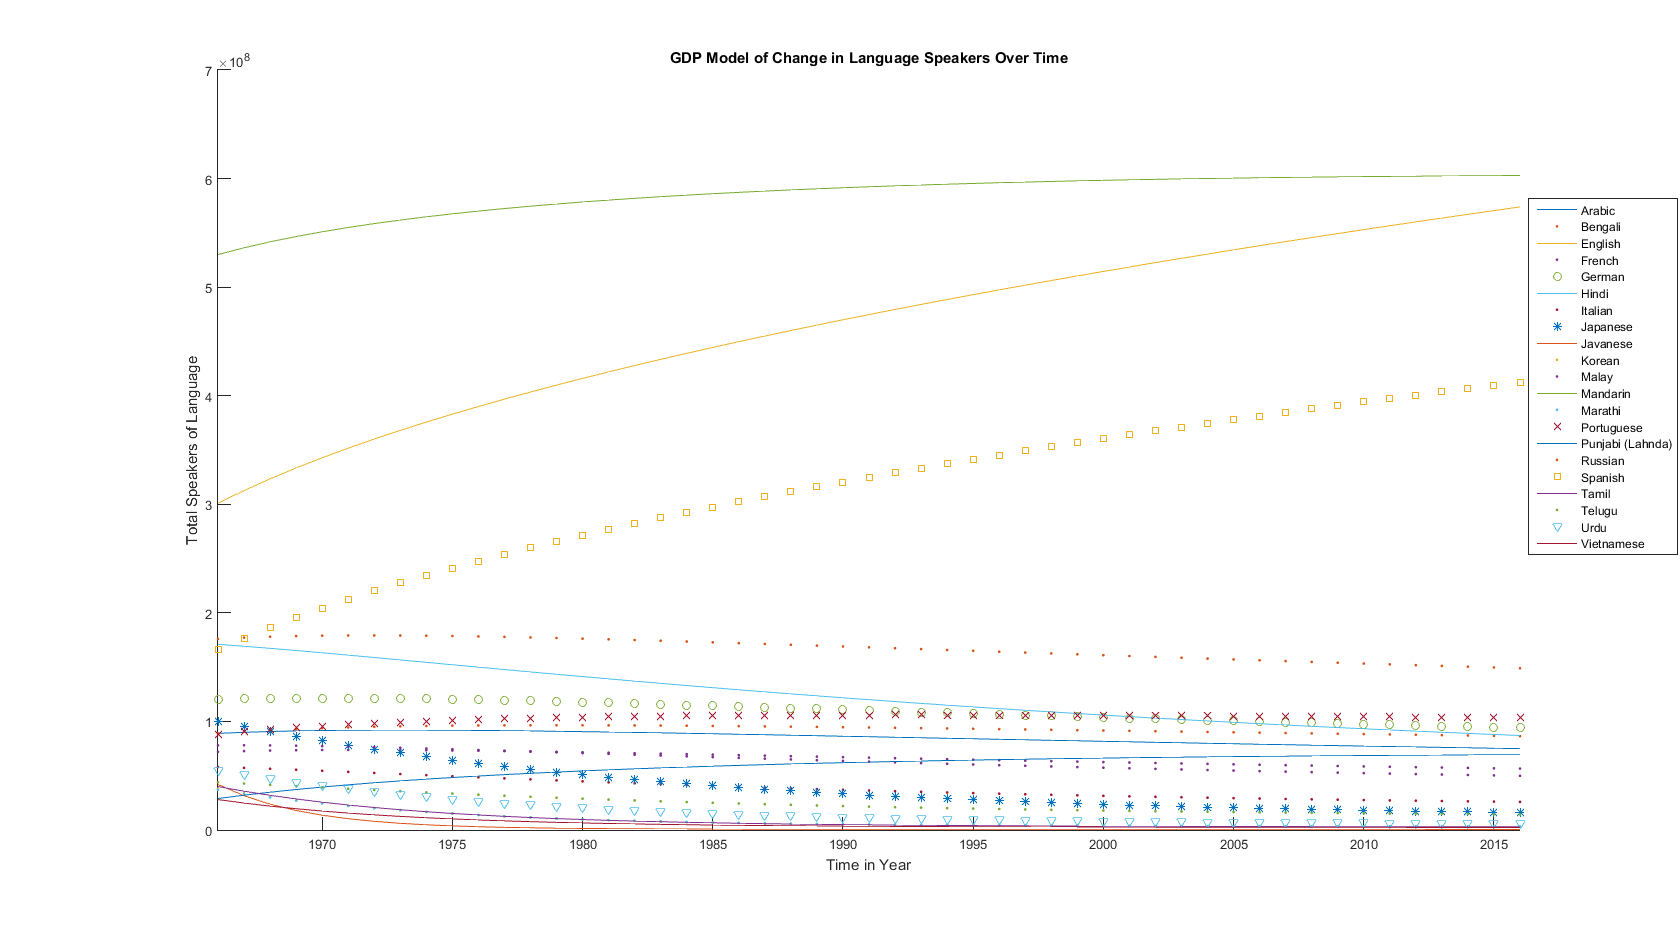 GDP Model of Change in Language Speakers Over Time
×10^8
7
6
5
4
3
2
1
0
Total Speakers of Language
1970 1975 1980 1985 1990 1995 2000 2005 2010 2015
Time in Year
Arabic
Bengali
English
French
German
Hindi
Italian
Japanese
Javanese
Korean
Malay
Mandarin
Marathi
Portuguese
Punjabi (Lahnda)
Russian
Spanish
Tamil
Telugu
Urdu
Vietnamese